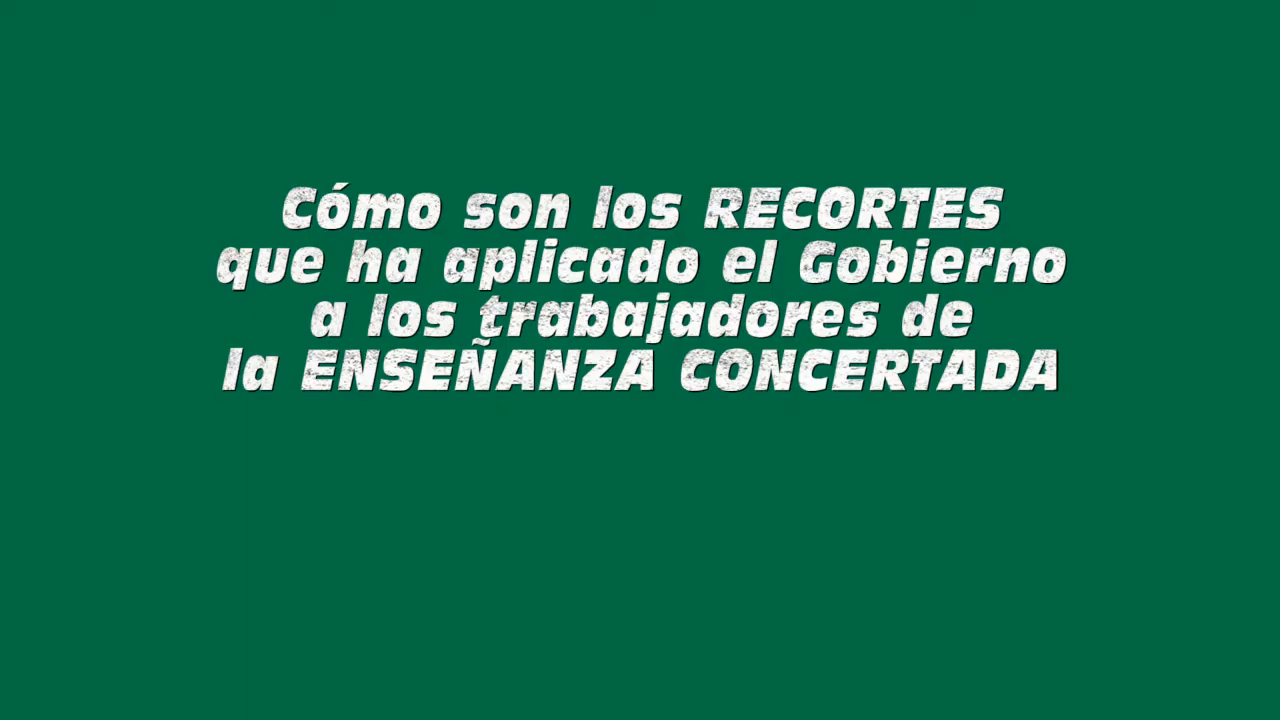 Cómo son los RECORTES
que ha aplicado el Gobierno
a los trabajadores de
la ENSEÑANZA CONCERTADA